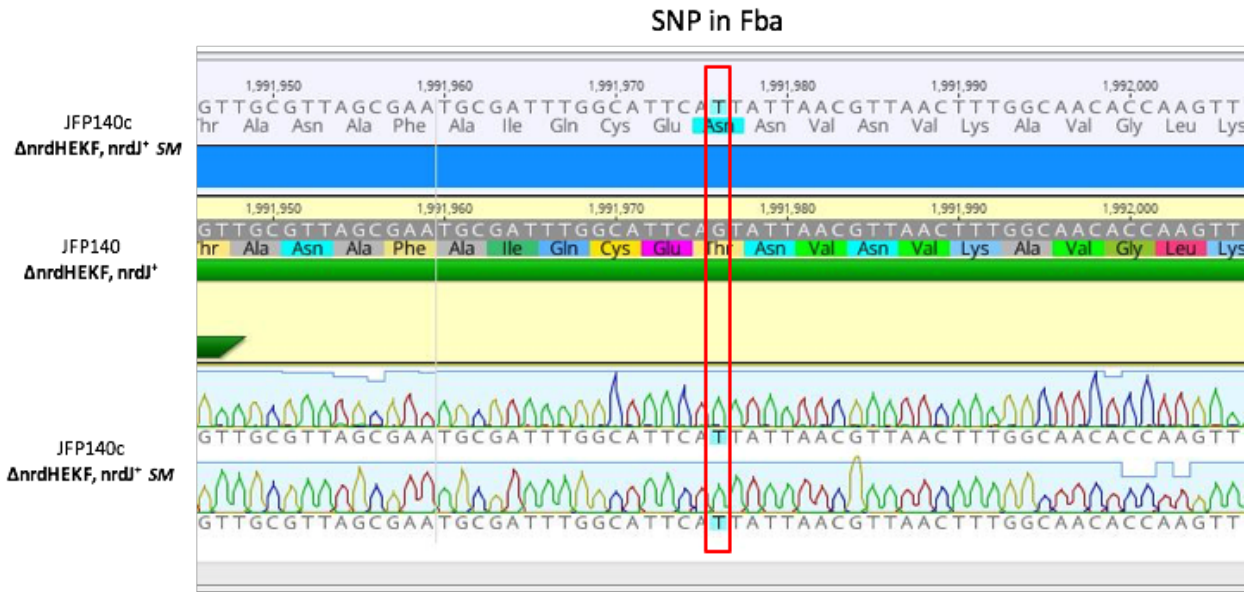 SNP in Fba
1,991,950 1,991,960 1,991,970 1,991,980 1,991,990 1,992,000
GTTGCGTTAGCGAATGCGATTTGGCATTCATTATTAACGTTAACTTTGGCAACACCAAGTT
Thr Ala Asn Ala Phe Ala Ile Gln Cys Glu Asn Asn Val Asn Val Lys Ala Val Gly Leu Lys
JFP140c
ΔnrdHEKF, nrdJ⁺ SM
1,991,950 1,991,960 1,991,970 1,991,980 1,991,990 1,992,000
GTTGCGTTAGCGAATGCGATTTGGCATTCAGTATTAACGTTAACTTTGGCAACACCAAGTT
Thr Ala Asn Ala Phe Ala Ile Gln Cys Glu Thr Asn Val Asn Val Lys Ala Val Gly Leu Lys
JFP140
ΔnrdHEKF, nrdJ⁺
GTTGCGTTAGCGAATGCGATTTGGCATTCATTATTAACGTTAACTTTGGCAACACCAAGTT
JFP140c
ΔnrdHEKF, nrdJ⁺ SM
GTTGCGTTAGCGAATGCGATTTGGCATTCATTATTAACGTTAACTTTGGCAACACCAAGTT